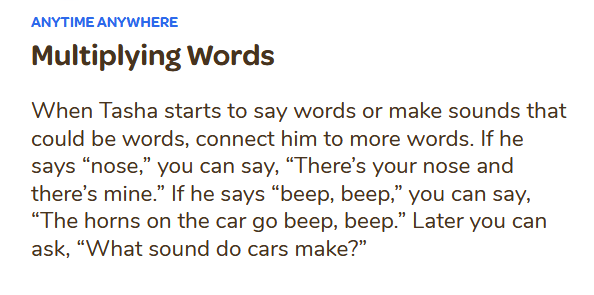 ANYTIME ANYWHERE
Multiplying Words
When Tasha starts to say words or make sounds that
could be words, connect him to more words. If he
says “nose,” you can say, “There’s your nose and
there’s mine.” If he says “beep, beep,” you can say,
“The horns on the car go beep, beep.” Later you can
ask, “What sound do cars make?”